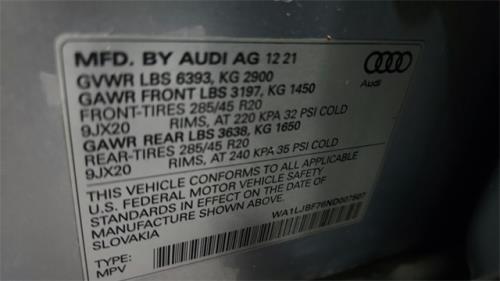 MFD. BY AUDI AG 12 21
GVWR LBS 6393, KG 2900
GAWR FRONT LBS 3197, KG 1450
FRONT-TIRES 285/45 R20
9JX20 RIMS, AT 220 KPA 32 PSI COLD
GAWR REAR LBS 3638, KG 1650
REAR-TIRES 285/45 R20
9JX20 RIMS, AT 240 KPA 35 PSI COLD
THIS VEHICLE CONFORMS TO ALL APPLICABLE
U.S. FEDERAL MOTOR VEHICLE SAFETY
STANDARDS IN EFFECT ON THE DATE OF
MANUFACTURE SHOWN ABOVE.
SLOVAKIA
WA1LJBF76ND007507
TYPE:
MPV
Audi